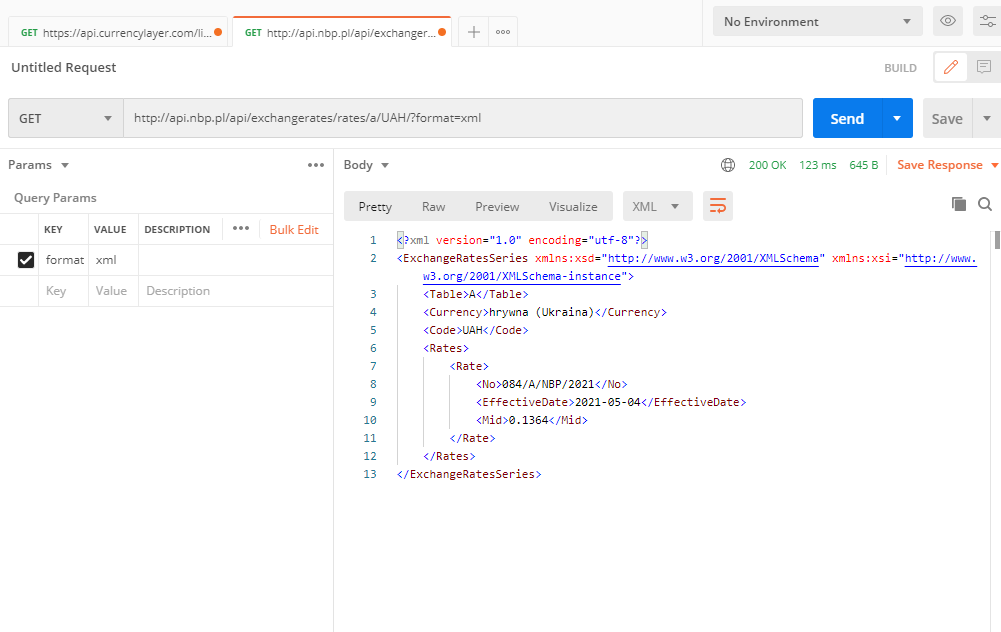 GET https://api.currencylayer.com/li...
GET http://api.nbp.pl/api/exchanger...
No Environment
Untitled Request
BUILD
GET
http://api.nbp.pl/api/exchangerates/rates/a/UAH/?format=xml
Send
Save
Params
Query Params
KEY VALUE DESCRIPTION ••• Bulk Edit
format xml
Key Value Description
Body
200 OK 123 ms 645 B Save Response
Pretty Raw Preview Visualize XML
1 <?xml version="1.0" encoding="utf-8"?>
2 <ExchangeRatesSeries xmlns:xsd="http://www.w3.org/2001/XMLSchema" xmlns:xsi="http://www.
w3.org/2001/XMLSchema-instance">
3 <Table>A</Table>
4 <Currency>hrywna (Ukraina)</Currency>
5 <Code>UAH</Code>
6 <Rates>
7 <Rate>
8 <No>084/A/NBP/2021</No>
9 <EffectiveDate>2021-05-04</EffectiveDate>
10 <Mid>0.1364</Mid>
11 </Rate>
12 </Rates>
13 </ExchangeRatesSeries>